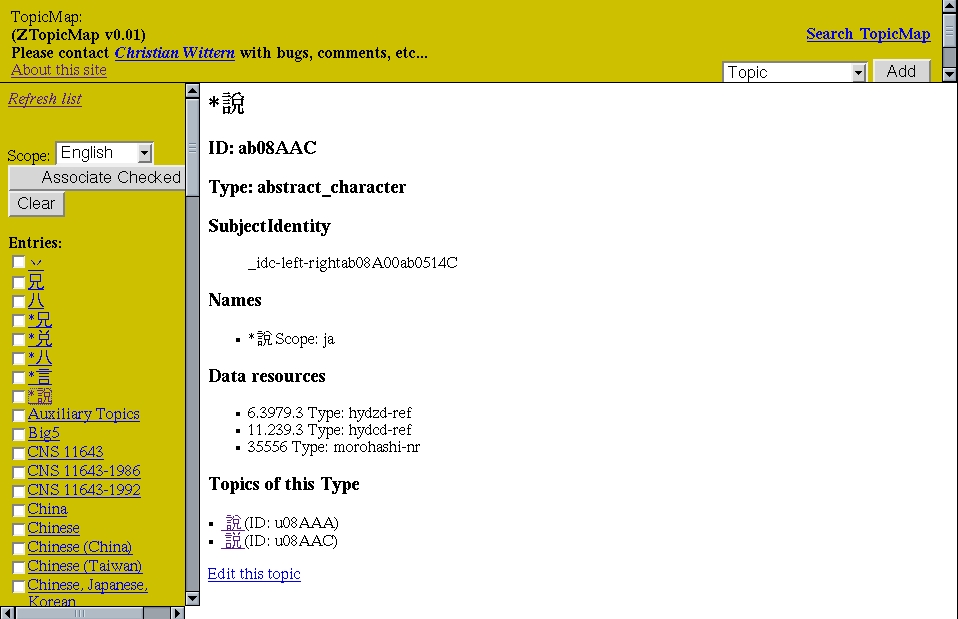 TopicMap:
(ZTopicMap v0.01)
Please contact Christian Wittern with bugs, comments, etc...
About this site
Search TopicMap
Topic
Add
Refresh list
Scope: English
Associate Checked
Clear
Entries:
丷
兄
八
*兄
*兑
*八
*言
*說
Auxiliary Topics
Big5
CNS 11643
CNS 11643-1986
CNS 11643-1992
China
Chinese
Chinese (China)
Chinese (Taiwan)
Chinese, Japanese,
Korean
*說
ID: ab08AAC
Type: abstract_character
SubjectIdentity
_idc-left-rightab08A00ab0514C
Names
*說 Scope: ja
Data resources
6.3979.3 Type: hydzd-ref
11.239.3 Type: hydcd-ref
35556 Type: morohashi-nr
Topics of this Type
説(ID: u08AAA)
說(ID: u08AAC)
Edit this topic